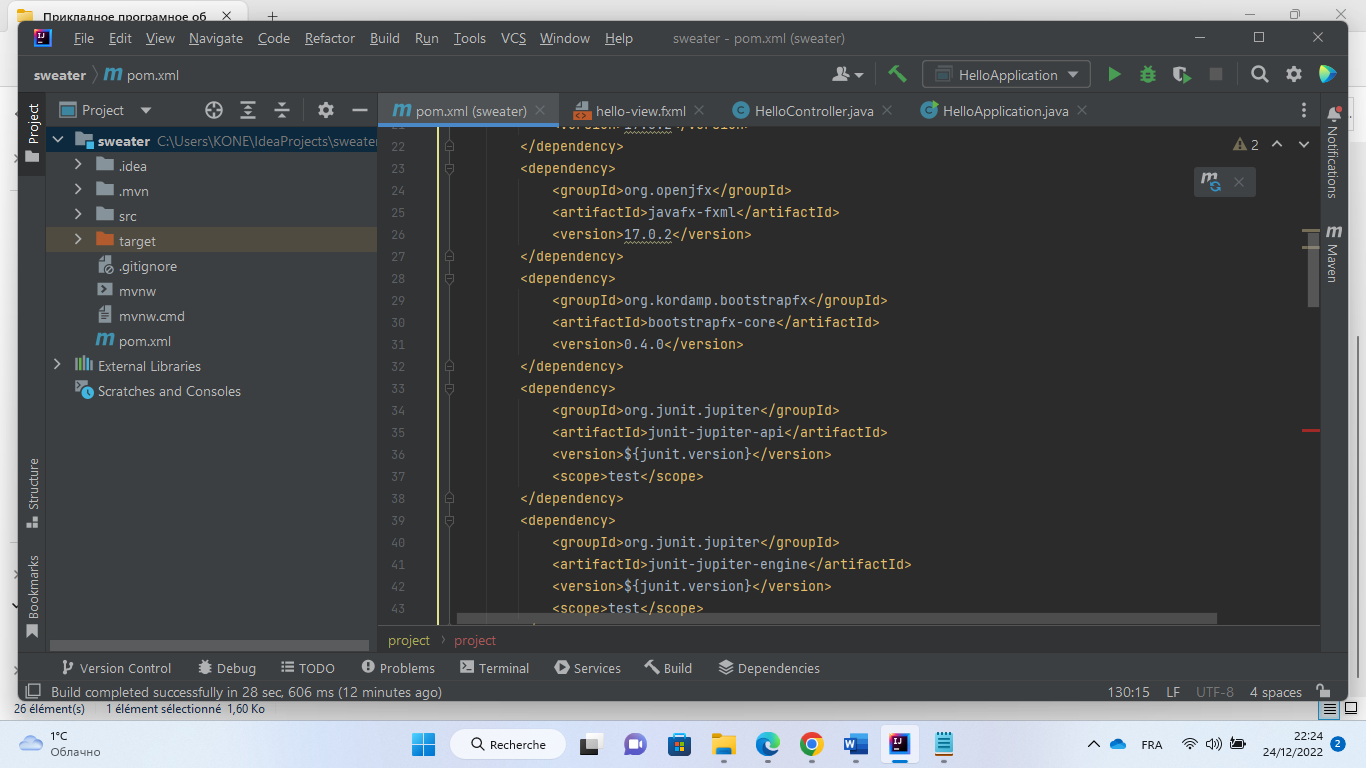 Прикладное програмное об
File Edit View Navigate Code Refactor Build Run Tools VCS Window Help sweater - pom.xml (sweater)
sweater pom.xml HelloApplication
Project pom.xml (sweater) hello-view.fxml HelloController.java HelloApplication.java
Project
sweater C:\Users\KONE\IdeaProjects\sweater
.idea
.mvn
src
target
.gitignore
mvnw
mvnw.cmd
pom.xml
External Libraries
Scratches and Consoles
Structure
Bookmarks
21 <version>17.0.2</version>
22 </dependency>
23 <dependency>
24 <groupId>org.openjfx</groupId>
25 <artifactId>javafx-fxml</artifactId>
26 <version>17.0.2</version>
27 </dependency>
28 <dependency>
29 <groupId>org.kordamp.bootstrapfx</groupId>
30 <artifactId>bootstrapfx-core</artifactId>
31 <version>0.4.0</version>
32 </dependency>
33 <dependency>
34 <groupId>org.junit.jupiter</groupId>
35 <artifactId>junit-jupiter-api</artifactId>
36 <version>${junit.version}</version>
37 <scope>test</scope>
38 </dependency>
39 <dependency>
40 <groupId>org.junit.jupiter</groupId>
41 <artifactId>junit-jupiter-engine</artifactId>
42 <version>${junit.version}</version>
43 <scope>test</scope>
2
Notifications
Maven
project project
Version Control Debug TODO Problems Terminal Services Build Dependencies
Build completed successfully in 28 sec, 606 ms (12 minutes ago) 130:15 LF UTF-8 4 spaces
26 élément(s) 1 élément sélectionné 1,60 Ko
1°C
Облачно
Recherche
FRA
22:24
24/12/2022
2